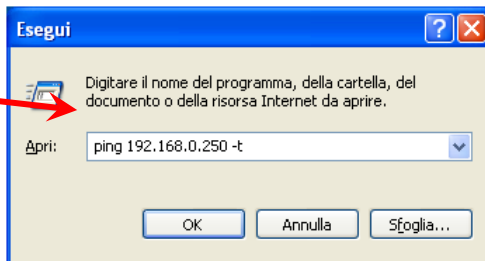 Esegui
Digitare il nome del programma, della cartella, del
documento o della risorsa Internet da aprire.
Apri: ping 192.168.0.250 -t
OK Annulla Sfoglia...